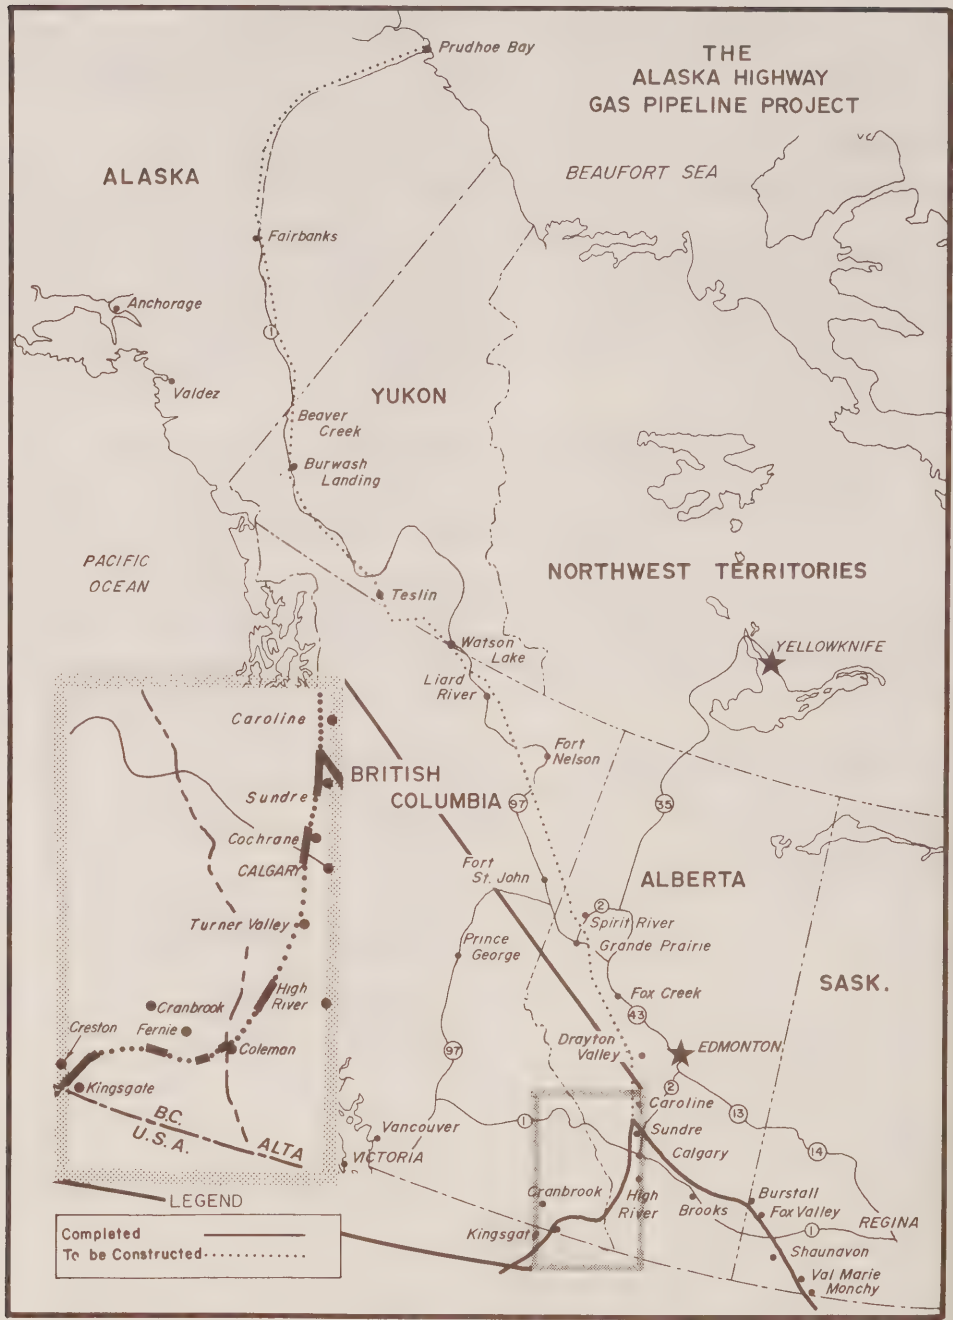 THE
ALASKA HIGHWAY
GAS PIPELINE PROJECT
Prudhoe Bay
ALASKA
BEAUFORT SEA
Fairbanks
Anchorage
1
Valdez
YUKON
Beaver
Creek
Burwash
Landing
PACIFIC
OCEAN
NORTHWEST TERRITORIES
Teslin
Watson
Lake
YELLOWKNIFE
Liard
River
Fort
Nelson
BRITISH
COLUMBIA
97
35
Fort
St. John
ALBERTA
2
Spirit River
Grande Prairie
Prince
George
SASK.
Fox Creek
43
Drayton
Valley
EDMONTON
97
2
Caroline
13
1
Sundre
Vancouver
Calgary
14
VICTORIA
Cranbrook
High
River
Brooks
Burstall
Fox Valley
1
REGINA
Kingsgat
Shaunavon
Val Marie
Monchy
Caroline
Sundre
Cochrane
CALGARY
Turner Valley
High
River
Cranbrook
Creston
Fernie
Coleman
Kingsgate
B.C.
U.S.A.
ALTA
LEGEND
Completed
To be Constructed